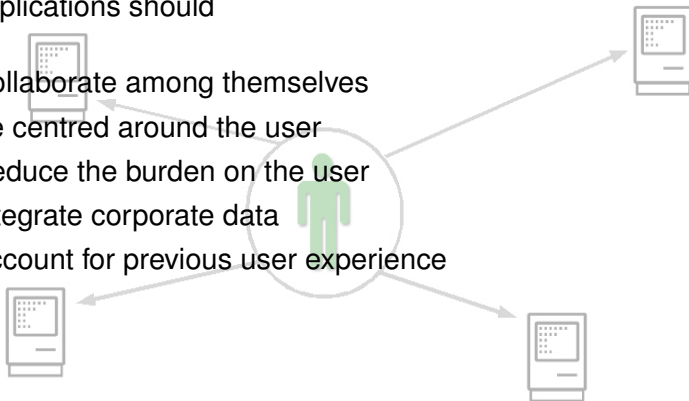 plications should
ollaborate among themselves
e centred around the user
educe the burden on the user
tegrate corporate data
ccount for previous user experience